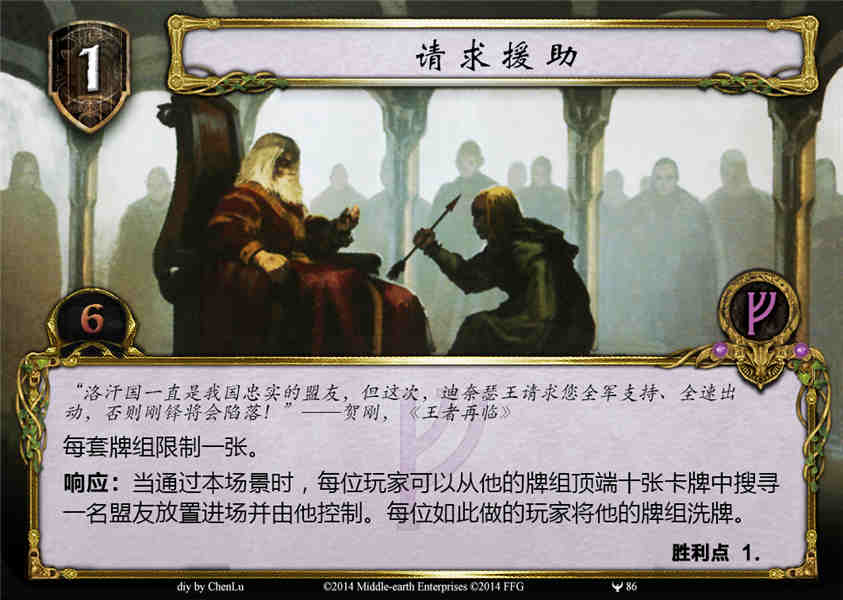 1
请求援助
6
“洛汗国一直是我国忠实的盟友，但这次，迪奈瑟王请求您全军支持、全速出
动，否则刚铎将会陷落！”——贺刚，《王者再临》
每套牌组限制一张。
响应：当通过本场景时，每位玩家可以从他的牌组顶端十张卡牌中搜寻
一名盟友放置进场并由他控制。每位如此做的玩家将他的牌组洗牌。
胜利点 1.
diy by ChenLu ©2014 Middle-earth Enterprises ©2014 FFG 86